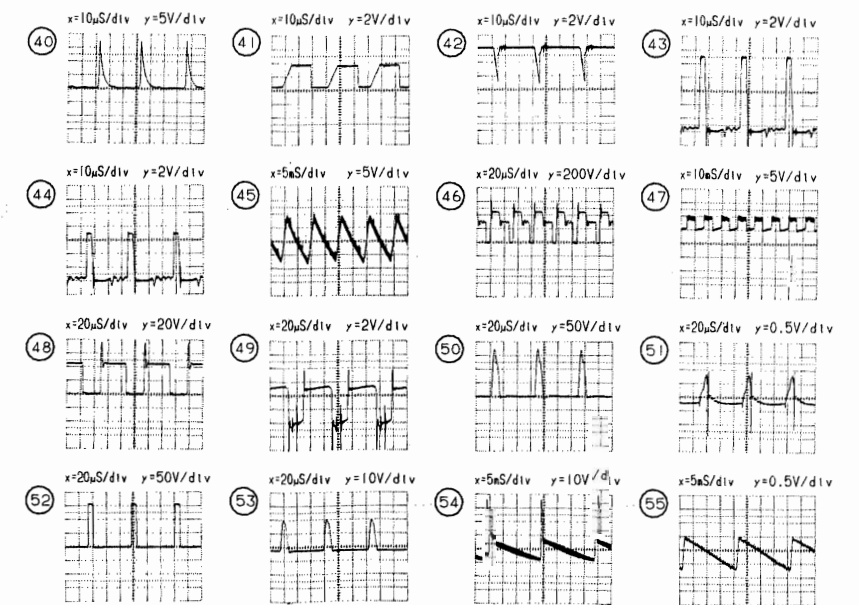 x=10µS/dIv y=5V/dIv
40
x=10µS/dIv y=2V/dIv
41
x=10µS/dIv y=2V/dIv
42
x=10µS/dIv y=2V/dIv
43
x=10µS/dIv y=2V/dIv
44
x=5mS/dIv y=5V/dIv
45
x=20µS/dIv y=200V/dIv
46
x=10mS/dIv y=5V/dIv
47
x=20µS/dIv y=20V/dIv
48
x=20µS/dIv y=2V/dIv
49
x=20µS/dIv y=50V/dIv
50
x=20µS/dIv y=0.5V/dIv
51
x=20µS/dIv y=50V/dIv
52
x=20µS/dIv y=10V/dIv
53
x=5mS/dIv y=10V/dIv
54
x=5mS/dIv y=0.5V/dIv
55